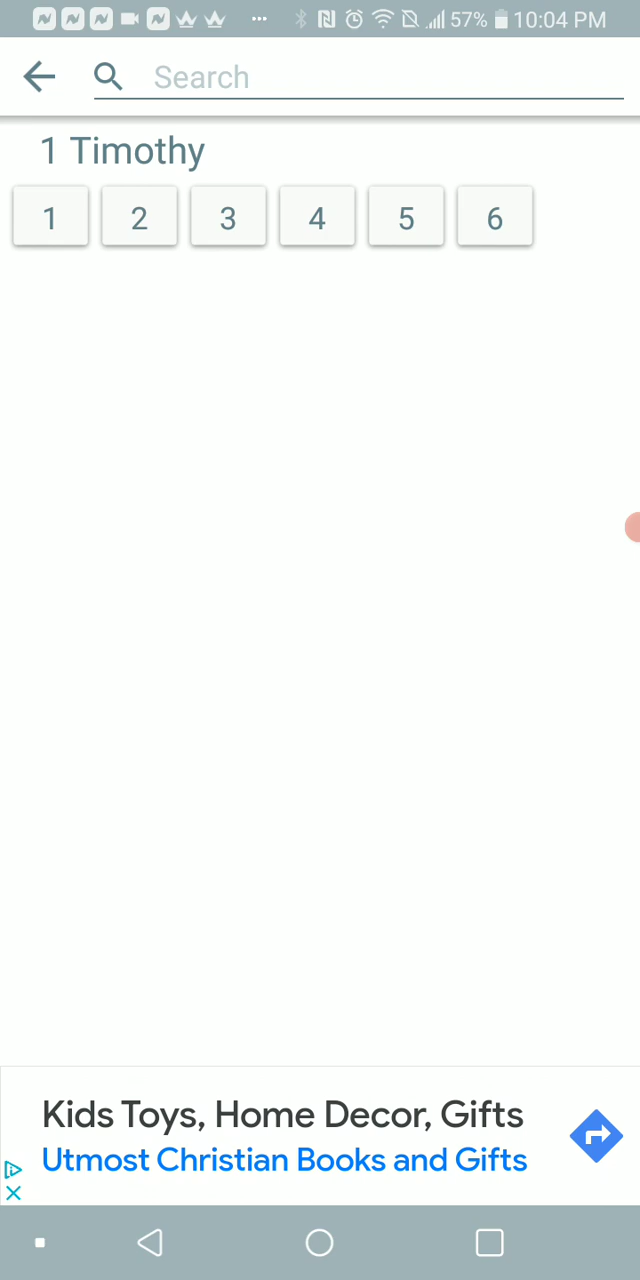 57% 10:04 PM
Search
1 Timothy
1 2 3 4 5 6
Kids Toys, Home Decor, Gifts
Utmost Christian Books and Gifts